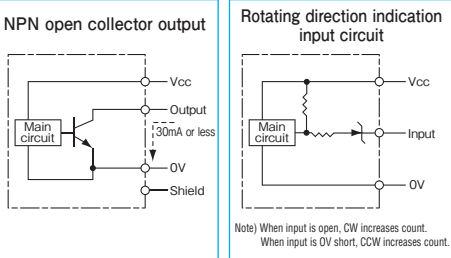 NPN open collector output
Vcc
Output
Main
circuit
30mA or less
0V
Shield
Rotating direction indication
input circuit
Vcc
Main
circuit
Input
0V
Note) When input is open, CW increases count.
When input is 0V short, CCW increases count.